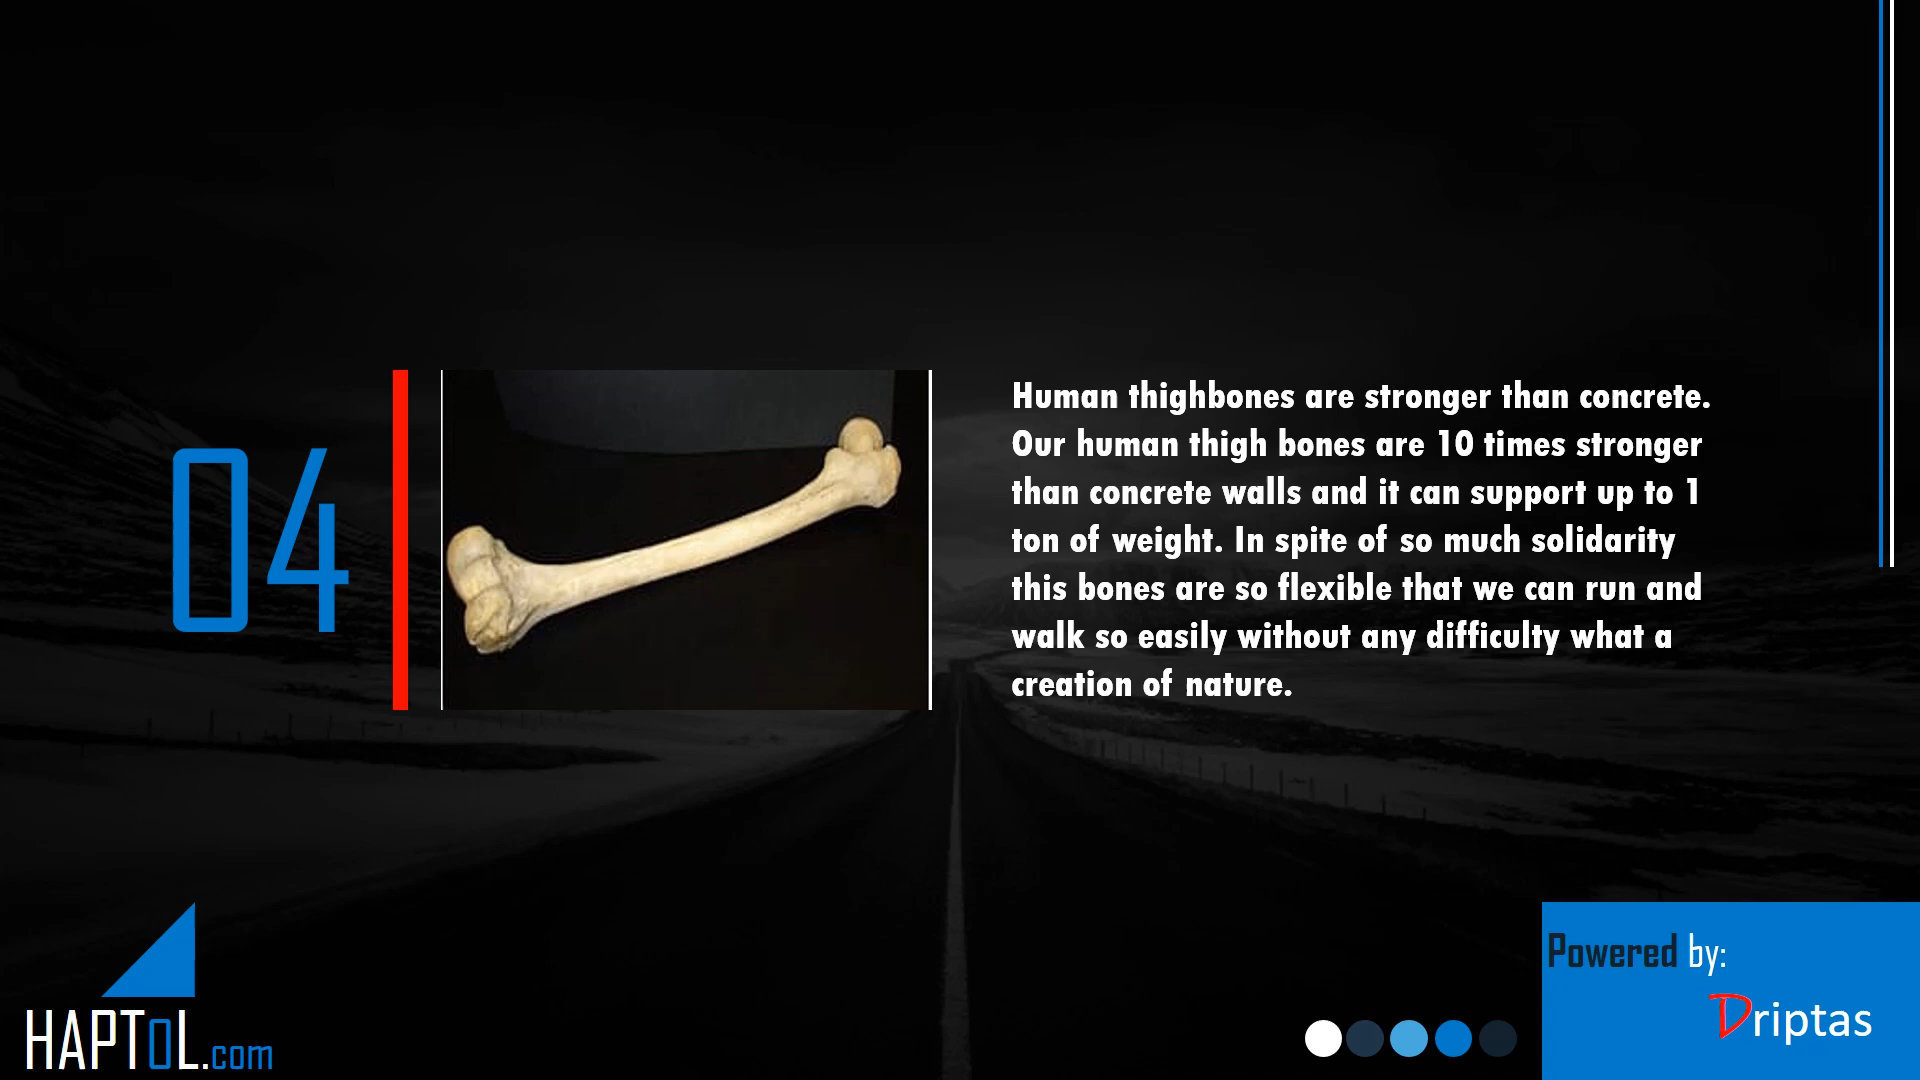 04
Human thighbones are stronger than concrete.
Our human thigh bones are 10 times stronger
than concrete walls and it can support up to 1
ton of weight. In spite of so much solidarity
this bones are so flexible that we can run and
walk so easily without any difficulty what a
creation of nature.
HAPTOL.com
Powered by:
Driptas